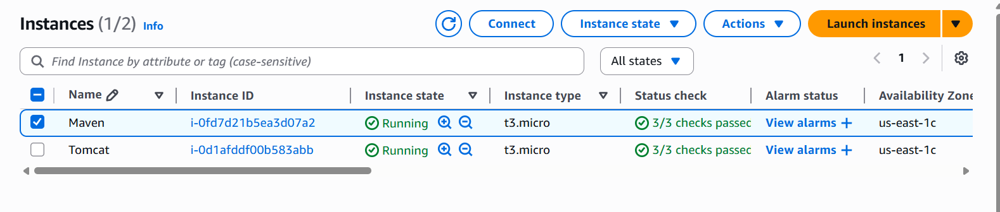 Instances (1/2) Info Connect Instance state Actions Launch instances
Find Instance by attribute or tag (case-sensitive) All states 1
Name Instance ID Instance state Instance type Status check Alarm status Availability Zone
Maven i-0fd7d21b5ea3d07a2 Running t3.micro 3/3 checks passed View alarms + us-east-1c
Tomcat i-0d1afddf00b583abb Running t3.micro 3/3 checks passed View alarms + us-east-1c